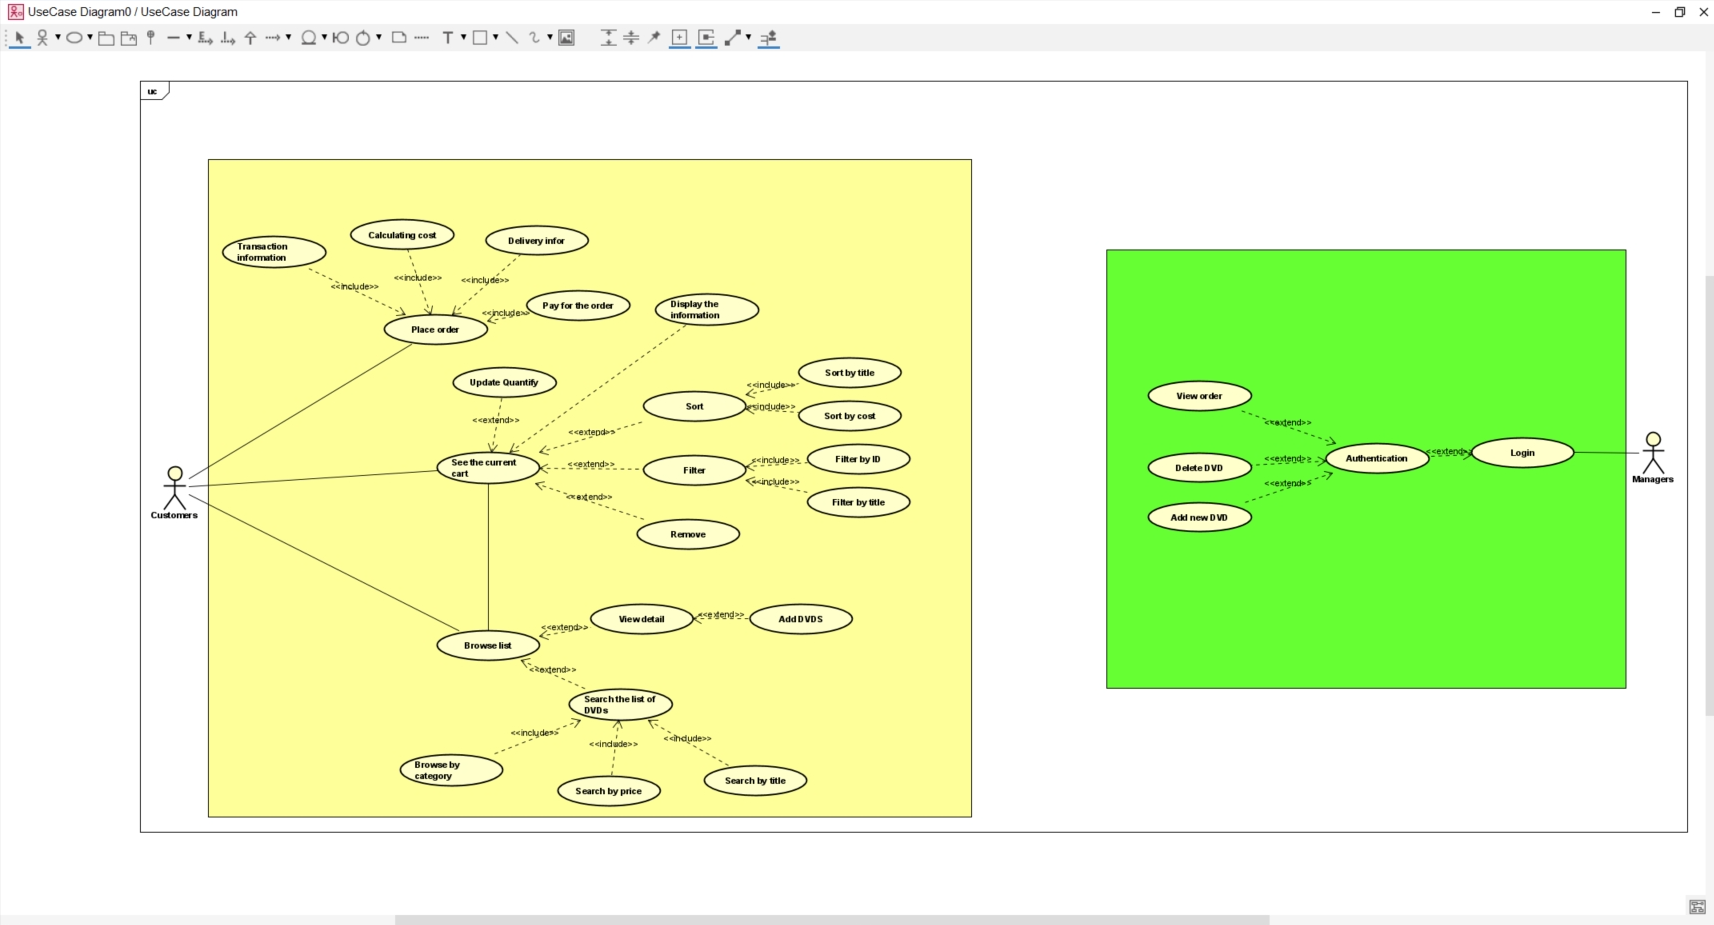 UseCase Diagram0 / UseCase Diagram
uc
Transaction
information
Calculating cost
Delivery infor
<<include>>
<<include>>
<<include>>
Pay for the order
<<include>>
Place order
Display the
information
Update Quantify
<<extend>>
Sort
<<include>>
Sort by title
<<include>>
Sort by cost
<<extend>>
See the current
cart
<<extend>>
Filter
<<include>>
Filter by ID
<<include>>
Filter by title
<<extend>>
Remove
Customers
View detail
<<extend>>
Add DVDS
<<extend>>
Browse list
<<extend>>
Search the list of
DVDs
<<include>>
<<include>>
<<include>>
Browse by
category
Search by price
Search by title
View order
<<extend>>
Delete DVD
<<extend>>
Authentication
<<extend>>
Login
<<extend>>
Add new DVD
Managers